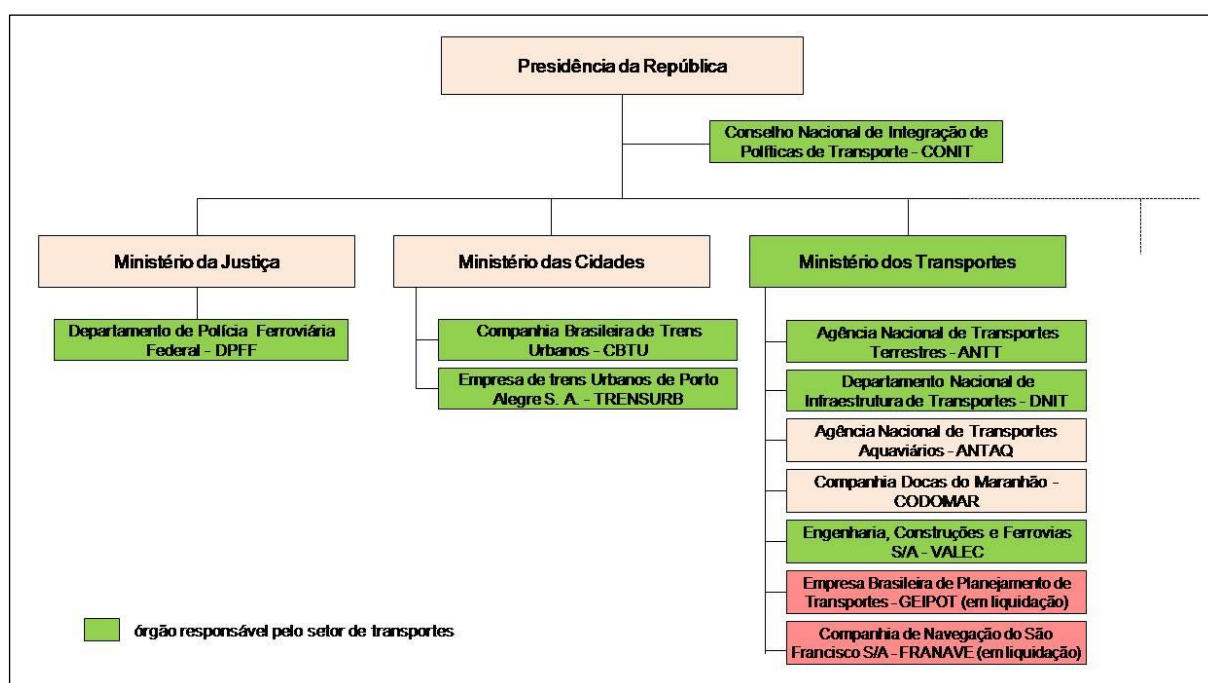 Presidência da República
Conselho Nacional de Integração de
Políticas de Transporte - CONIT
Ministério da Justiça
Ministério das Cidades
Ministério dos Transportes
Departamento de Polícia Ferroviária
Federal - DPFF
Companhia Brasileira de Trens
Urbanos - CBTU
Empresa de trens Urbanos de Porto
Alegre S. A. - TRENSURB
Agência Nacional de Transportes
Terrestres - ANTT
Departamento Nacional de
Infraestrutura de Transportes - DNIT
Agência Nacional de Transportes
Aquaviários - ANTAQ
Companhia Docas do Maranhão -
CODOMAR
Engenharia, Construções e Ferrovias
S/A - VALEC
Empresa Brasileira de Planejamento de
Transportes - GEIPOT (em liquidação)
Companhia de Navegação do São
Francisco S/A - FRANAVE (em liquidação)
órgão responsável pelo setor de transportes